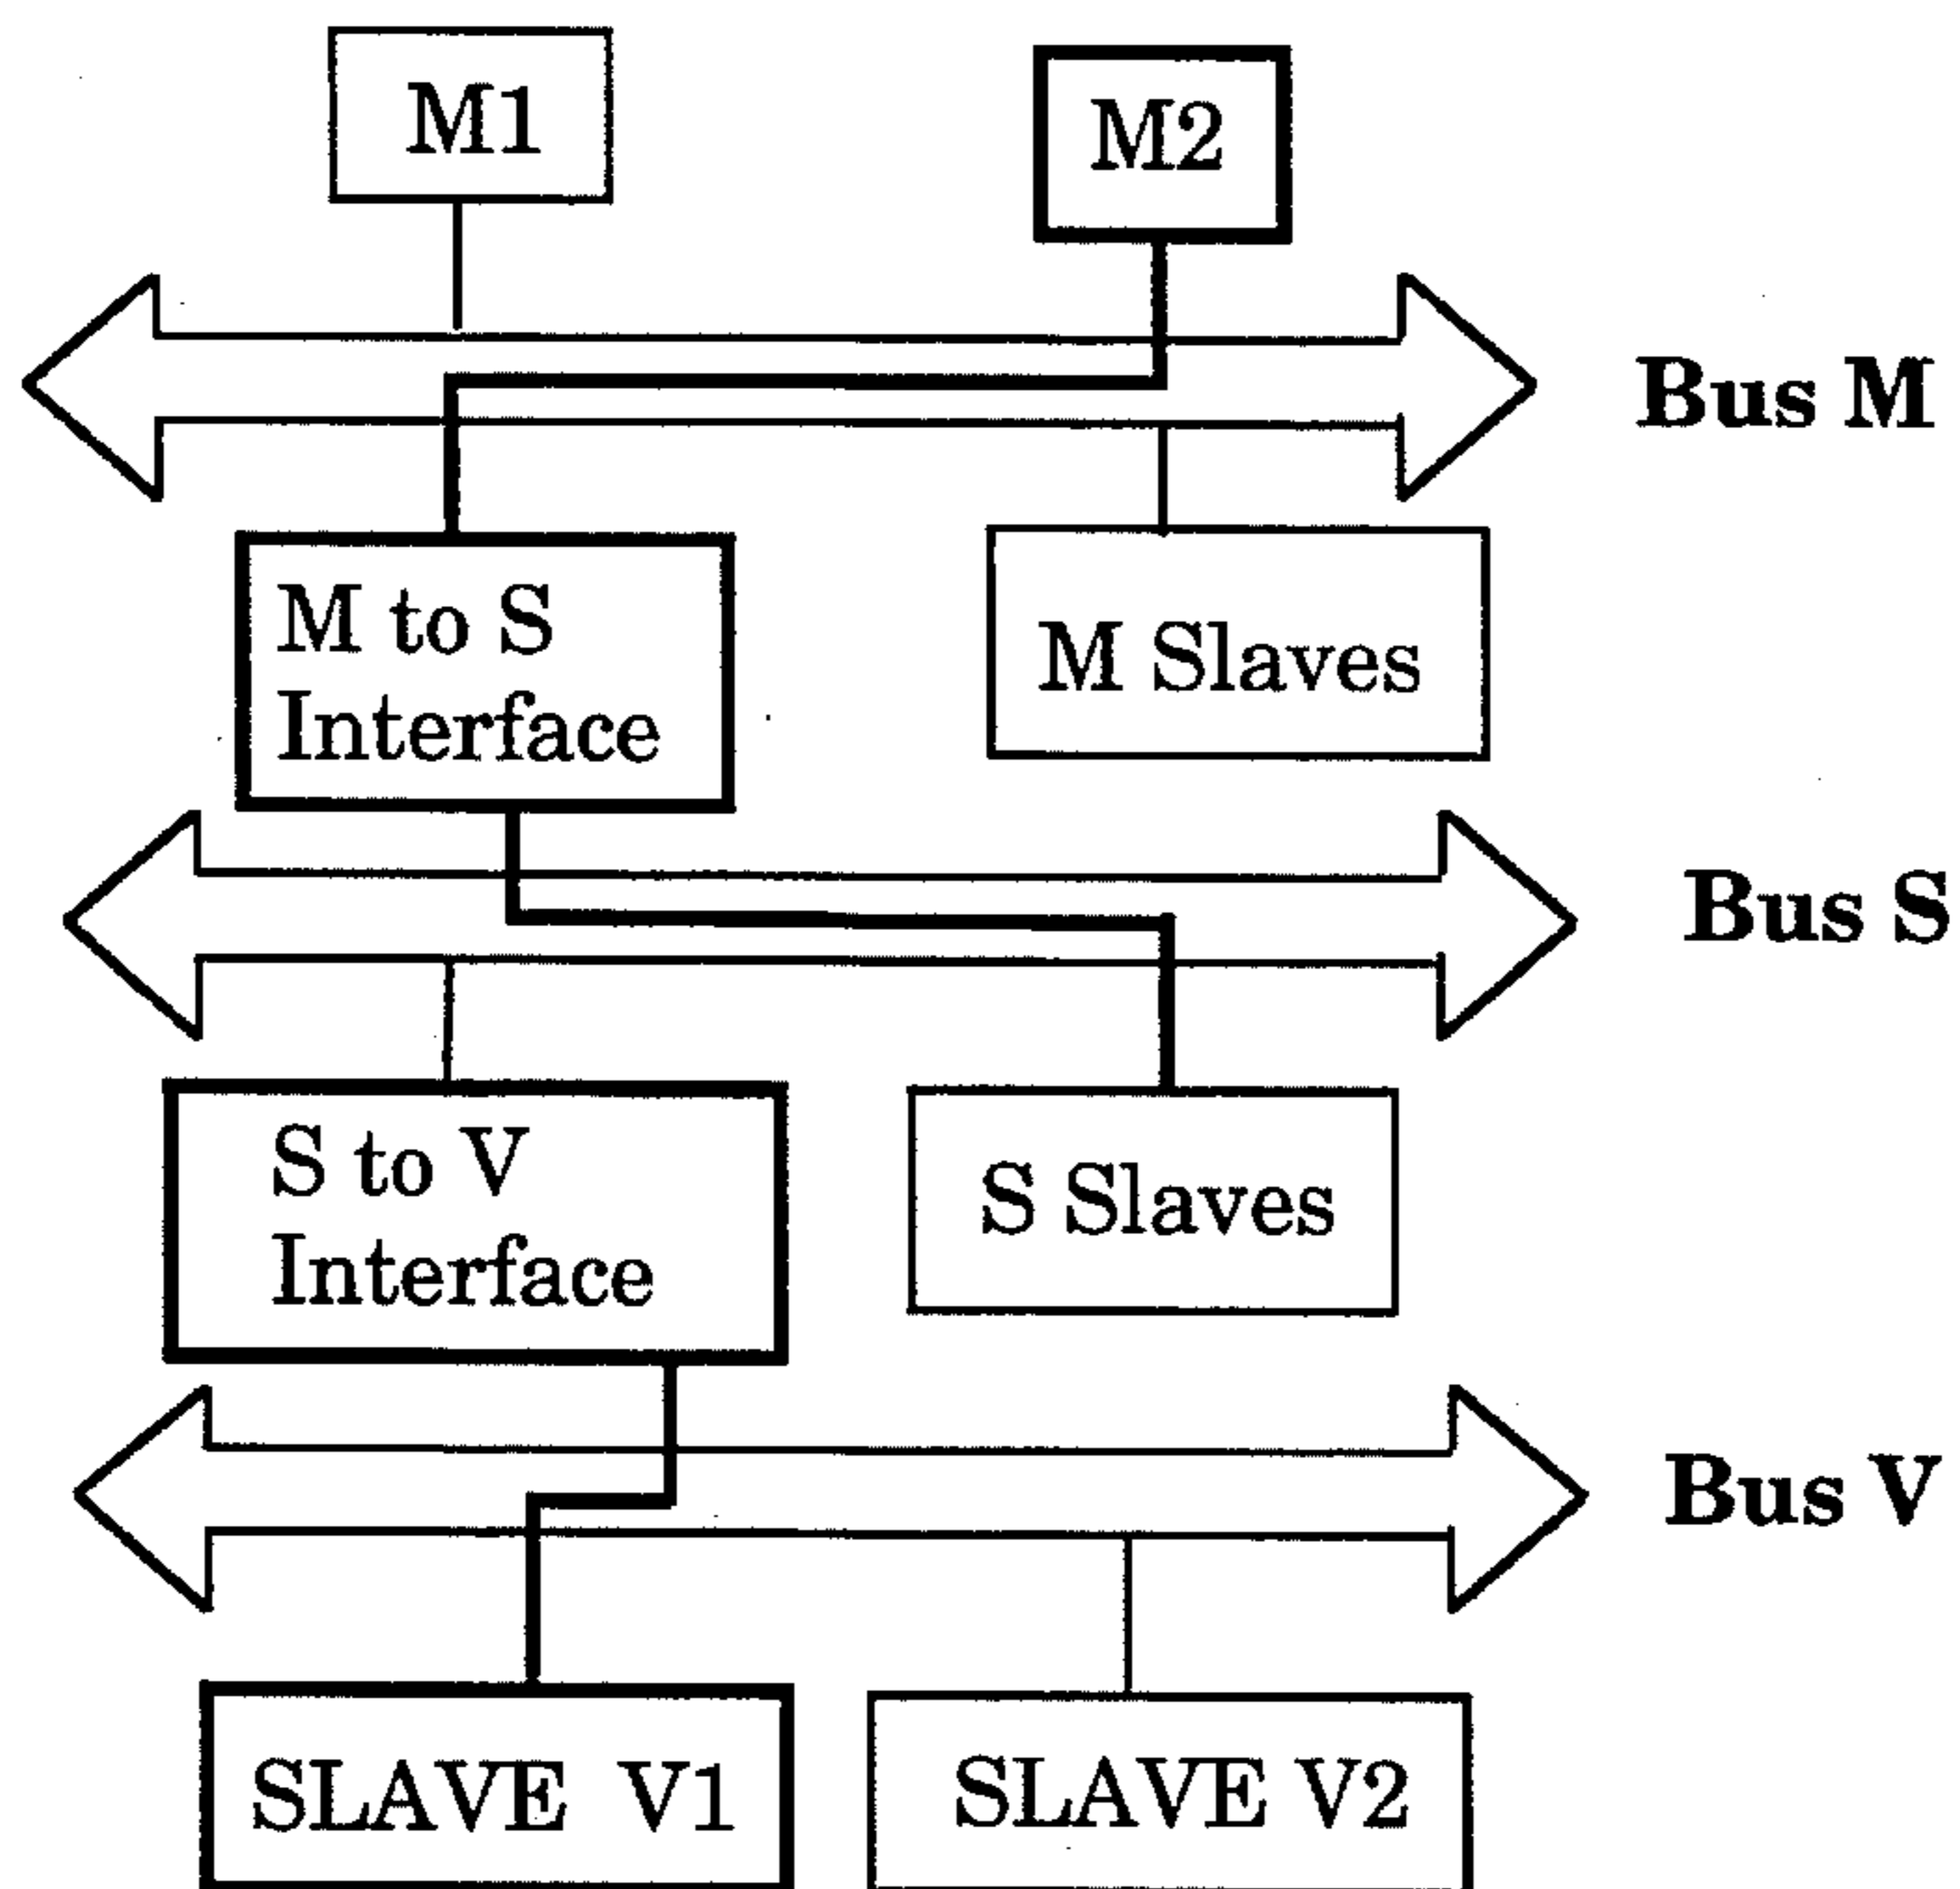 M1
M2
Bus M
M to S
Interface
M Slaves
Bus S
S to V
Interface
S Slaves
Bus V
SLAVE V1
SLAVE V2